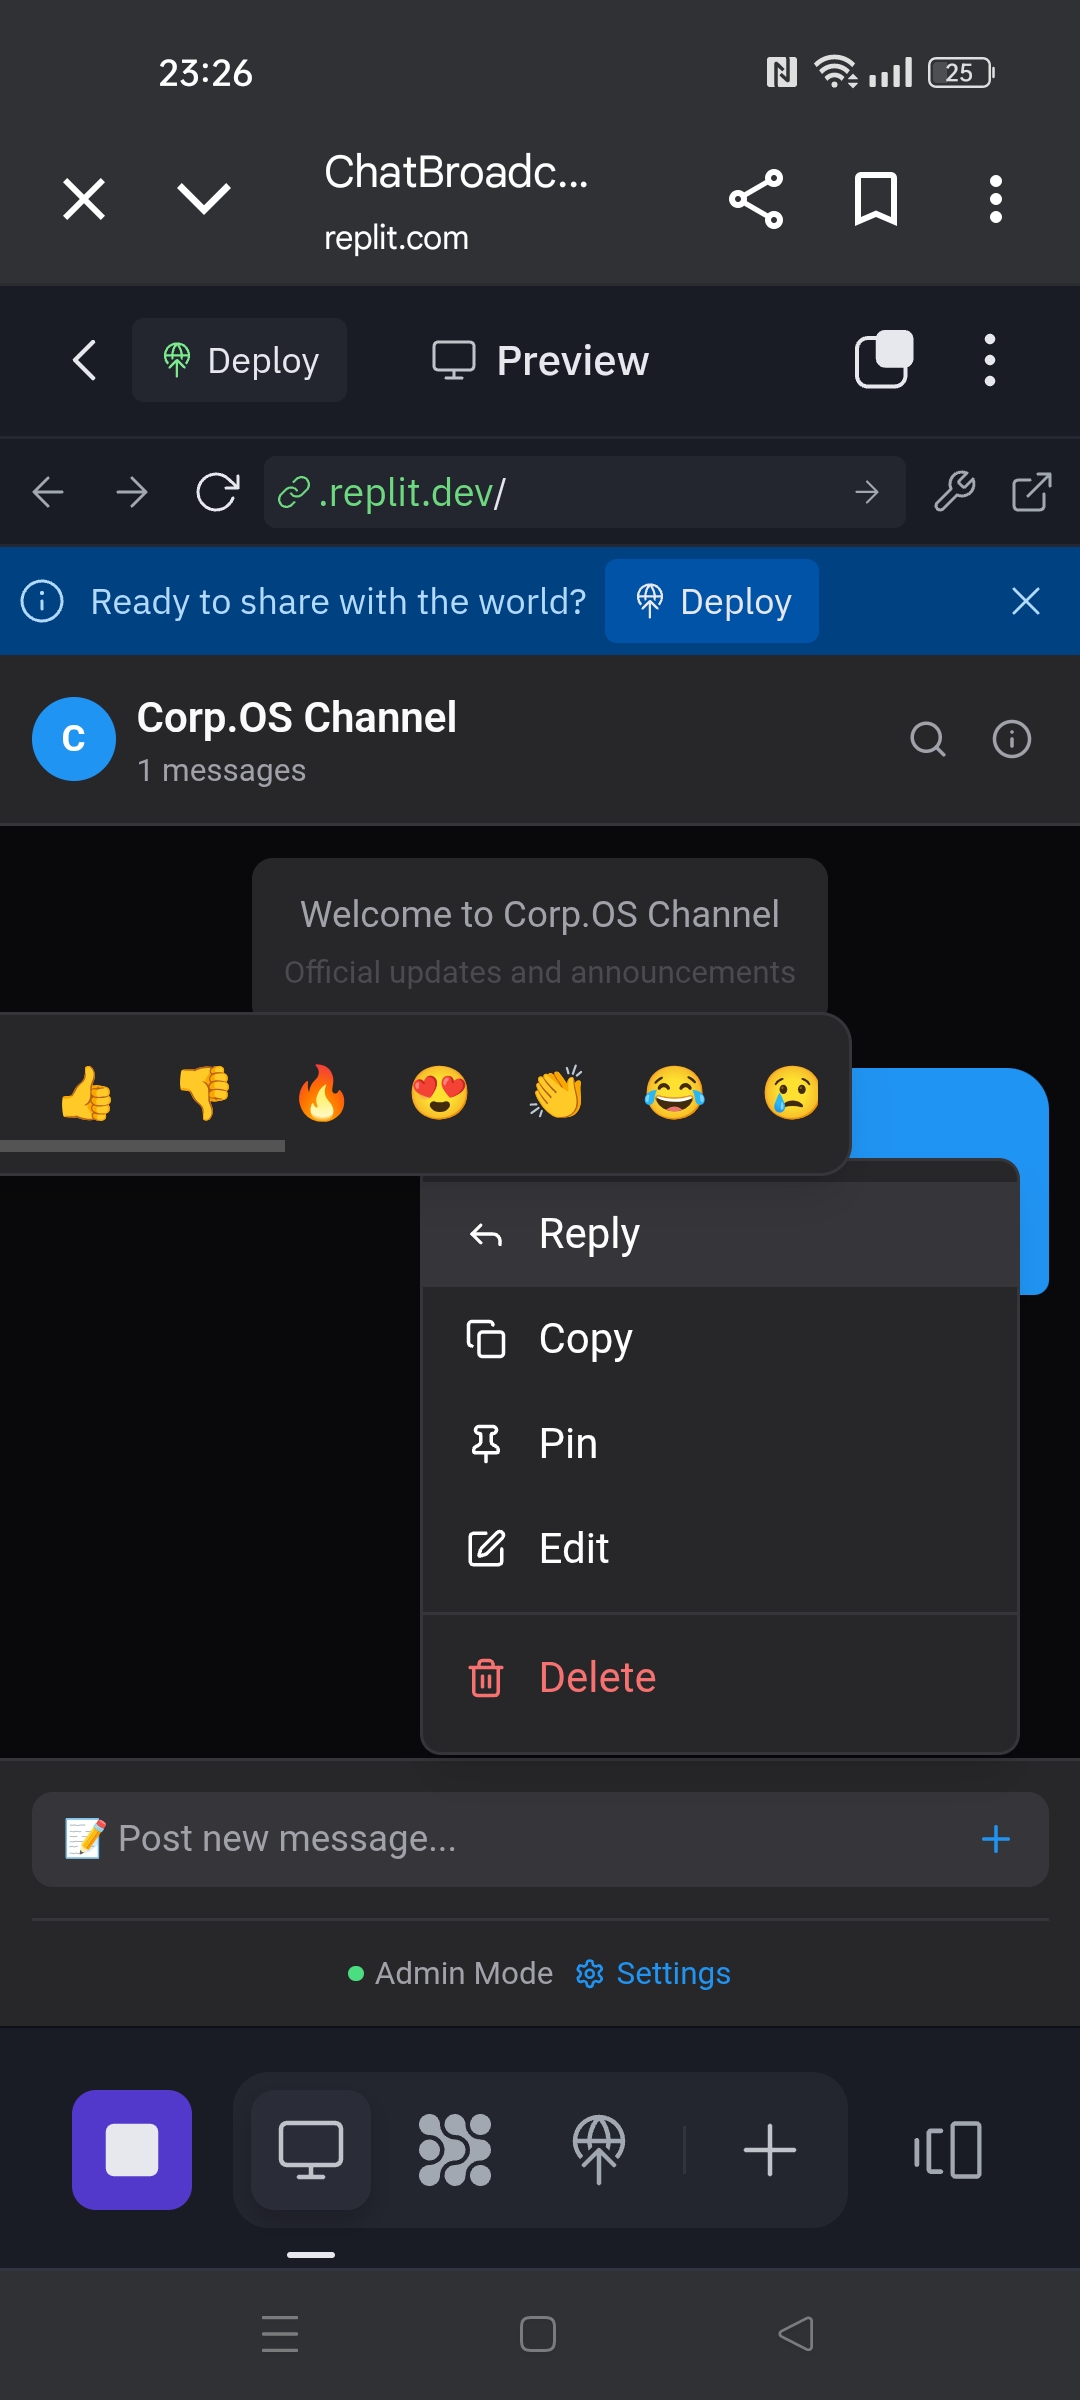 23:26
25
ChatBroadc...
replit.com
Deploy
Preview
.replit.dev/
Ready to share with the world?
Deploy
C
Corp.OS Channel
1 messages
Welcome to Corp.OS Channel
Official updates and announcements
Reply
Copy
Pin
Edit
Delete
📝 Post new message...
Admin Mode
Settings